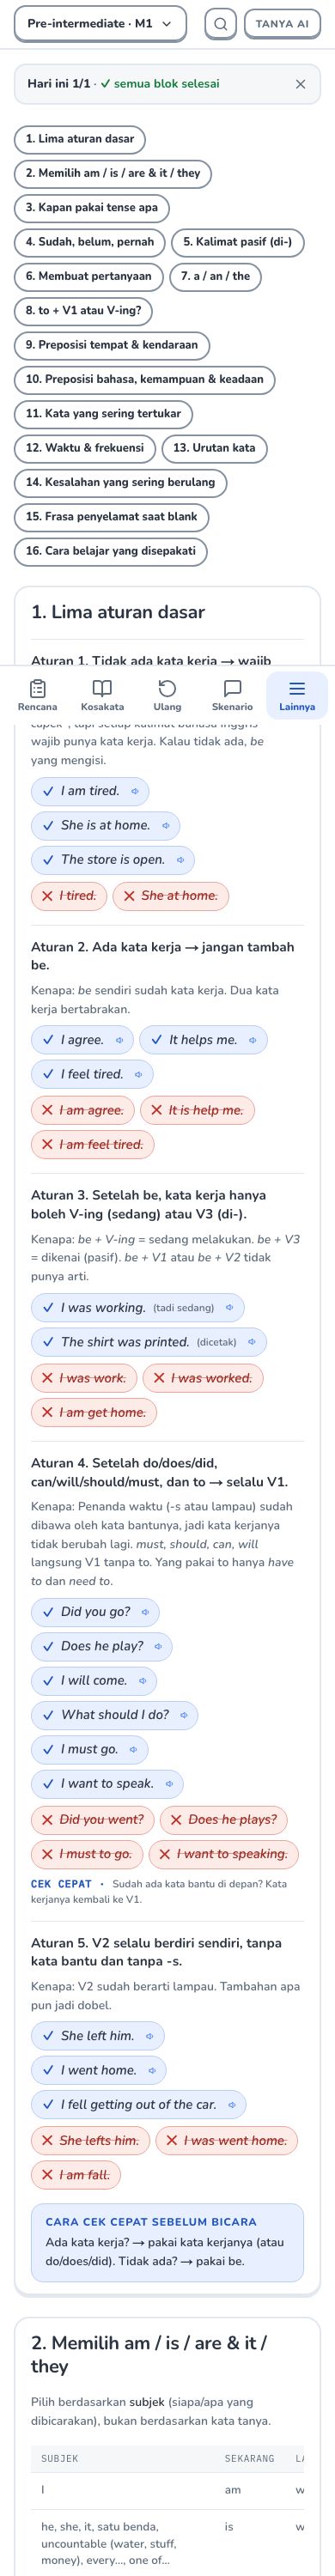 Pre-intermediate · M1
TANYA AI
Hari ini 1/1 · ✓ semua blok selesai
1. Lima aturan dasar
2. Memilih am / is / are & it / they
3. Kapan pakai tense apa
4. Sudah, belum, pernah
5. Kalimat pasif (di-)
6. Membuat pertanyaan
7. a / an / the
8. to + V1 atau V-ing?
9. Preposisi tempat & kendaraan
10. Preposisi bahasa, kemampuan & keadaan
11. Kata yang sering tertukar
12. Waktu & frekuensi
13. Urutan kata
14. Kesalahan yang sering berulang
15. Frasa penyelamat saat blank
16. Cara belajar yang disepakati
1. Lima aturan dasar
Aturan 1. Tidak ada kata kerja → wajib
Rencana
Kosakata
Ulang
Skenario
Lainnya
wajib punya kata kerja. Kalau tidak ada, be
yang mengisi.
I am tired.
She is at home.
The store is open.
I tired.
She at home.
Aturan 2. Ada kata kerja → jangan tambah
be.
Kenapa: be sendiri sudah kata kerja. Dua kata
kerja bertabrakan.
I agree.
It helps me.
I feel tired.
I am agree.
It is help me.
I am feel tired.
Aturan 3. Setelah be, kata kerja hanya
boleh V-ing (sedang) atau V3 (di-).
Kenapa: be + V-ing = sedang melakukan. be + V3
= dikenai (pasif). be + V1 atau be + V2 tidak
punya arti.
I was working. (tadi sedang)
The shirt was printed. (dicetak)
I was work.
I was worked.
I am get home.
Aturan 4. Setelah do/does/did,
can/will/should/must, dan to → selalu V1.
Kenapa: Penanda waktu (-s atau lampau) sudah
dibawa oleh kata bantunya, jadi kata kerjanya
tidak berubah lagi. must, should, can, will
langsung V1 tanpa to. Yang pakai to hanya have
to dan need to.
Did you go?
Does he play?
I will come.
What should I do?
I must go.
I want to speak.
Did you went?
Does he plays?
I must to go.
I want to speaking.
CEK CEPAT · Sudah ada kata bantu di depan? Kata
kerjanya kembali ke V1.
Aturan 5. V2 selalu berdiri sendiri, tanpa
kata bantu dan tanpa -s.
Kenapa: V2 sudah berarti lampau. Tambahan apa
pun jadi dobel.
She left him.
I went home.
I fell getting out of the car.
She lefts him.
I was went home.
I am fall.
CARA CEK CEPAT SEBELUM BICARA
Ada kata kerja? → pakai kata kerjanya (atau
do/does/did). Tidak ada? → pakai be.
2. Memilih am / is / are & it /
they
Pilih berdasarkan subjek (siapa/apa yang
dibicarakan), bukan berdasarkan kata tanya.
SUBJEK
SEKARANG
I
am
he, she, it, satu benda,
is
uncountable (water, stuff,
money), every…, one of…